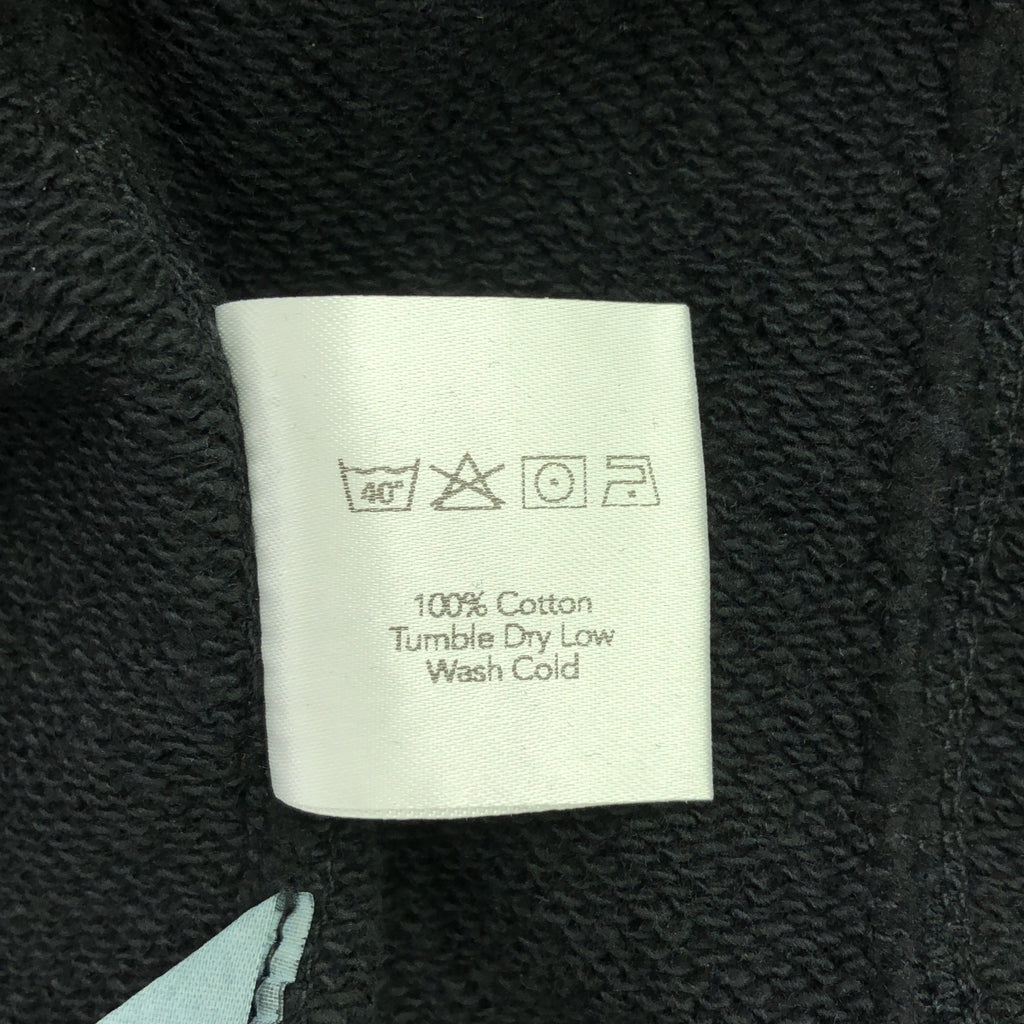 40°
100% Cotton
Tumble Dry Low
Wash Cold